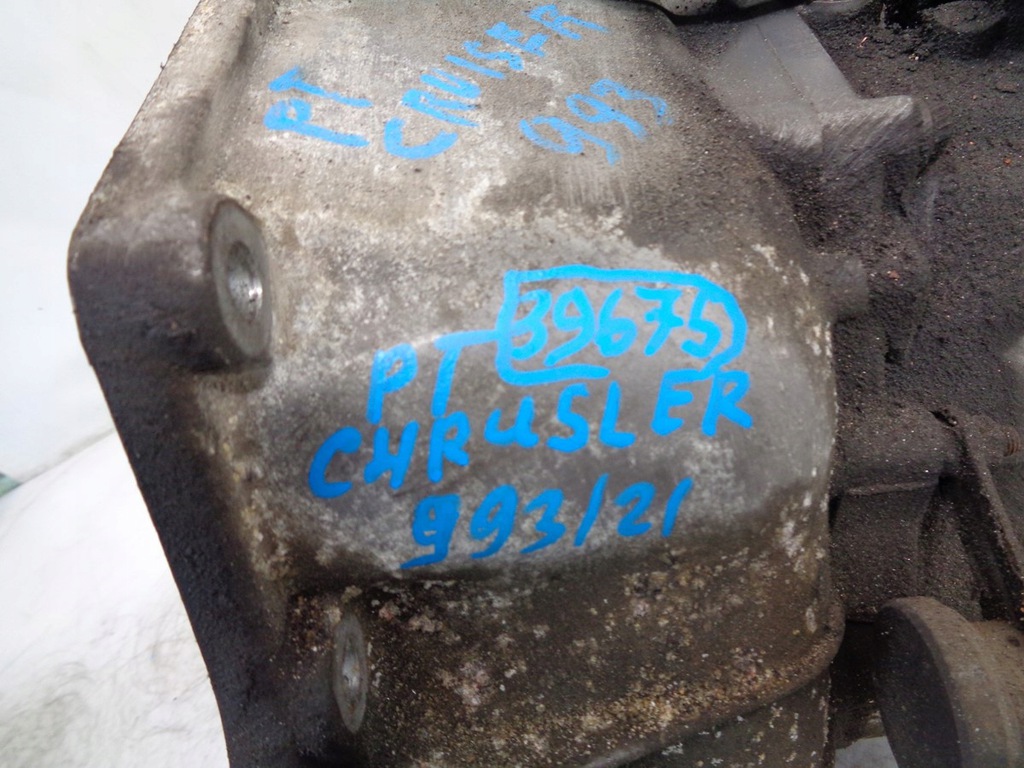 PT
CRUISER
993
39675
PT
CHRUSLER
993/21